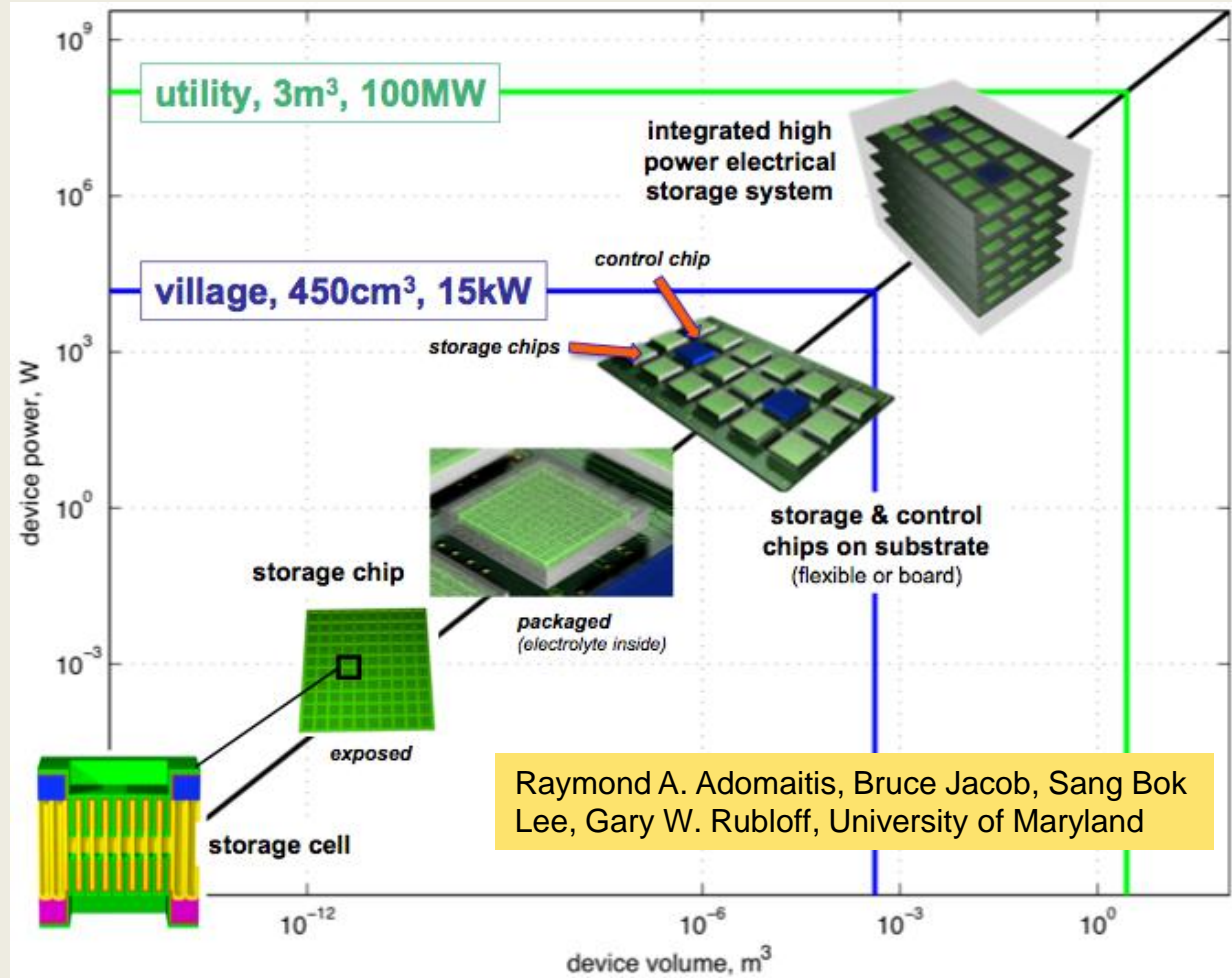 10⁹
utility, 3m³, 100MW
integrated high
power electrical
storage system
10⁶
control chip
village, 450cm³, 15kW
storage chips
10³
device power, W
10⁰
storage & control
chips on substrate
(flexible or board)
storage chip
packaged
(electrolyte inside)
10⁻³
exposed
Raymond A. Adomaitis, Bruce Jacob, Sang Bok
Lee, Gary W. Rubloff, University of Maryland
storage cell
10⁻¹²
10⁻⁶
10⁻³
10⁰
device volume, m³